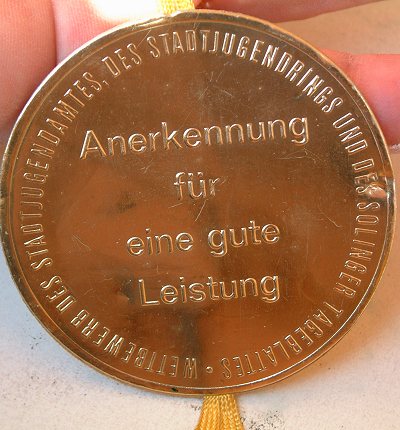 WETTBEWERB DES STADTJUGENDAMTES, DES STADTJUGENDRINGS UND DES SOLINGER TAGEBLATTES ·
Anerkennung
für
eine gute
Leistung